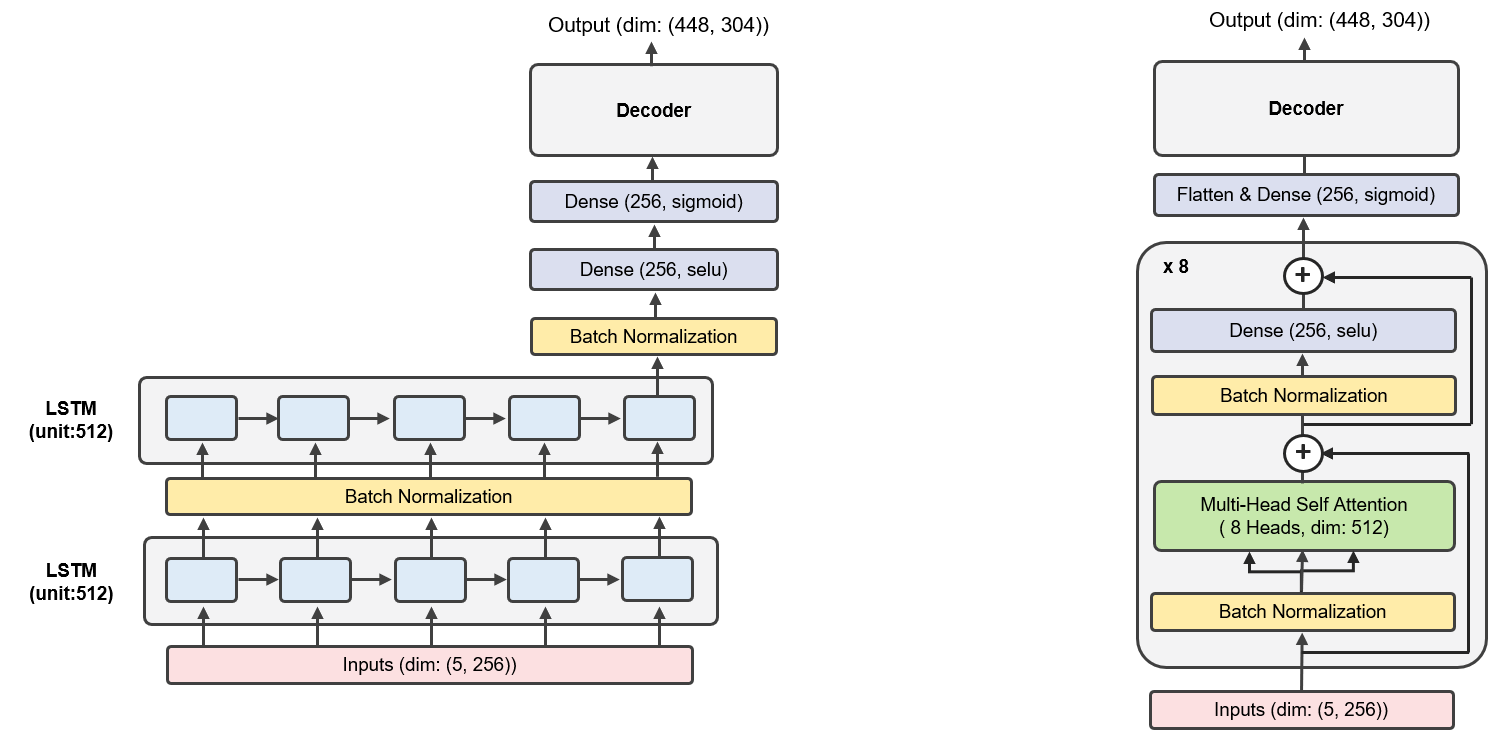 Output (dim: (448, 304))
Decoder
Dense (256, sigmoid)
Dense (256, selu)
Batch Normalization
LSTM
(unit:512)
Batch Normalization
LSTM
(unit:512)
Inputs (dim: (5, 256))
Output (dim: (448, 304))
Decoder
Flatten & Dense (256, sigmoid)
x 8
+
Dense (256, selu)
Batch Normalization
+
Multi-Head Self Attention
( 8 Heads, dim: 512)
Batch Normalization
Inputs (dim: (5, 256))